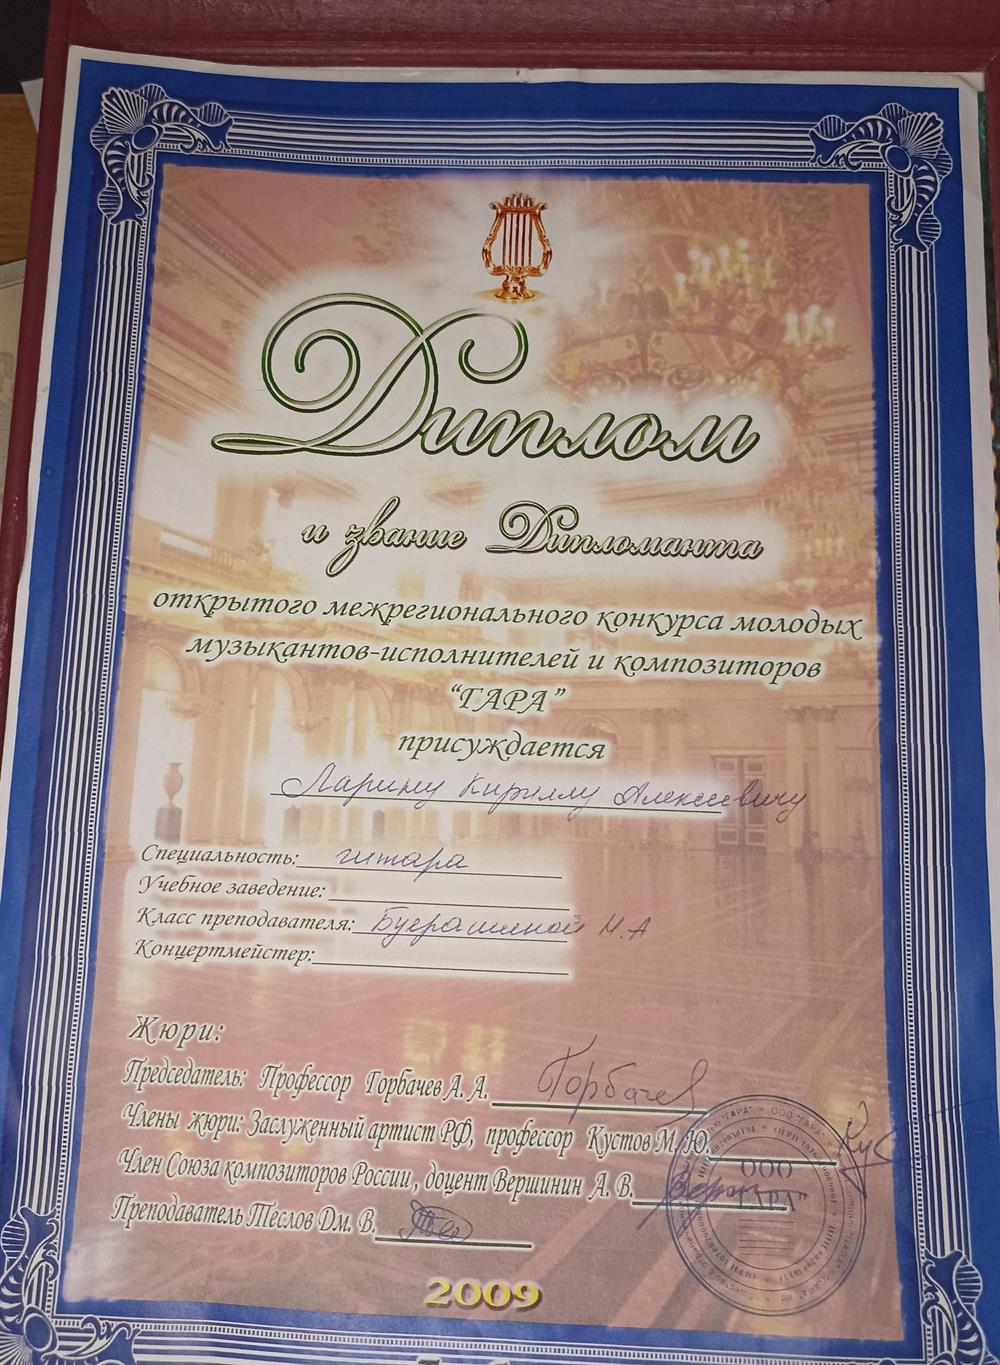 Диплом
и звание Дипломанта
открытого межрегионального конкурса молодых
музыкантов-исполнителей и композиторов
"ГАРА"
присуждается
Ларину Кириллу Алексеевичу
Специальность: гитара
Учебное заведение:
Класс преподавателя: Буерашиной Н.А
Концертмейстер:
Жюри:
Председатель: Профессор Горбачев А. А. Горбачев
Члены жюри: Заслуженный артист РФ, профессор Кустов М. Ю.
Член Союза композиторов России, доцент Вершинин А. В.
Преподаватель Теслов Дм. В.
ООО
"ГАРА"
2009